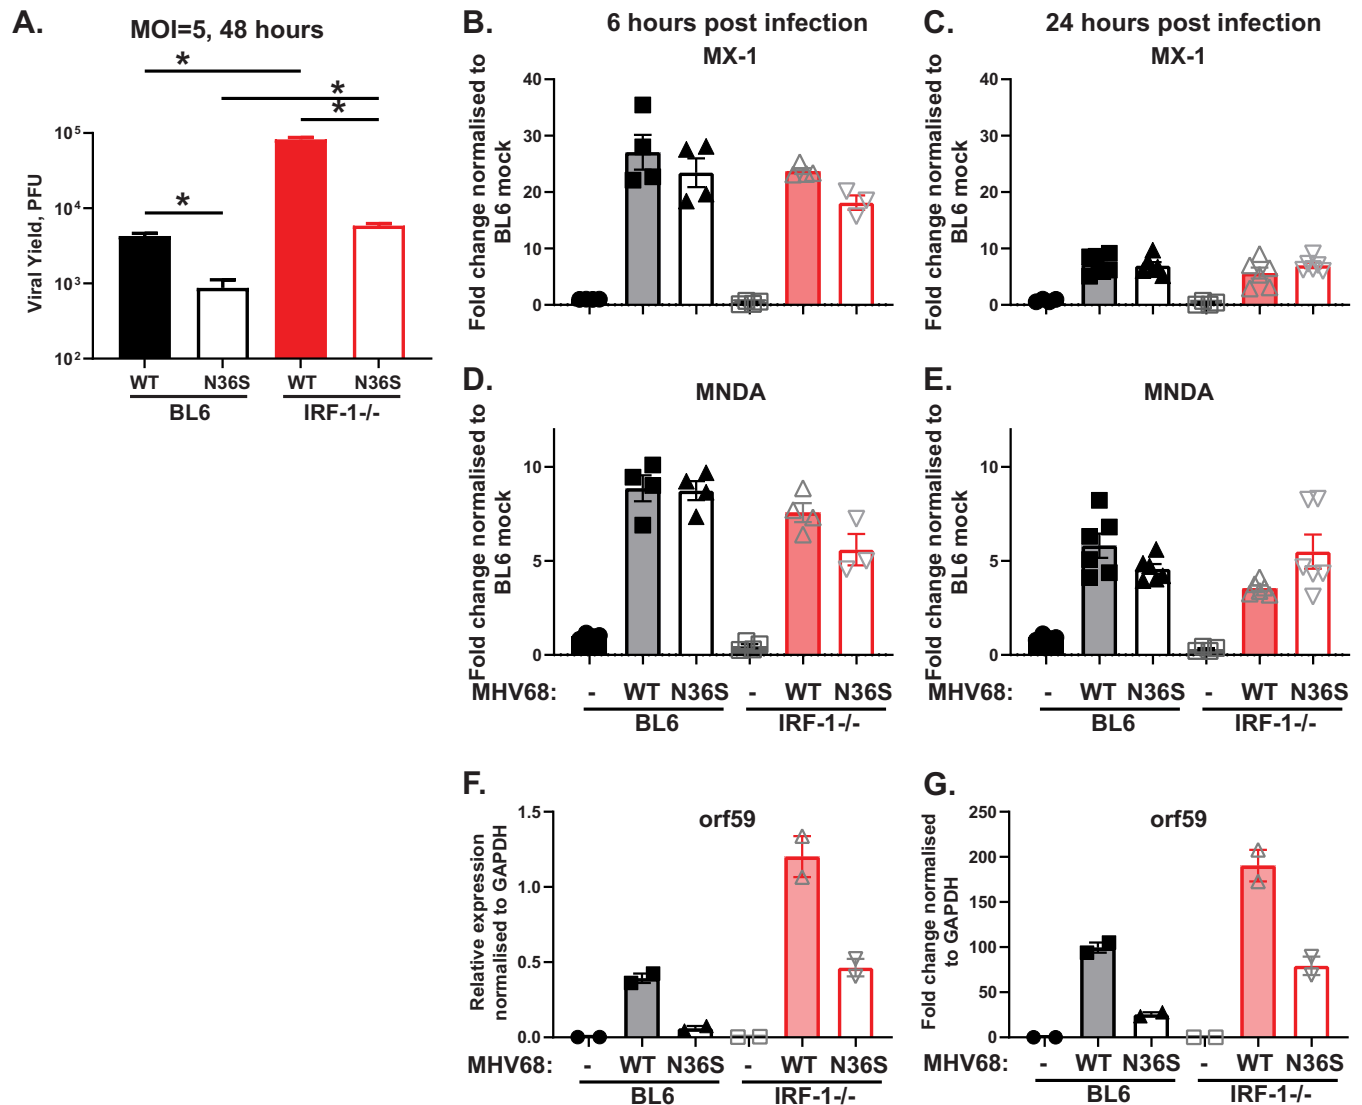 A.
MOI=5, 48 hours
*
*
*
*
Viral Yield, PFU
10⁵
10⁴
10³
10²
WT N36S WT N36S
BL6 IRF-1-/-
B.
6 hours post infection
MX-1
Fold change normalised to
BL6 mock
40
30
20
10
0
C.
24 hours post infection
MX-1
Fold change normalised to
BL6 mock
40
30
20
10
0
D.
MNDA
Fold change normalised to
BL6 mock
10
5
0
MHV68: - WT N36S - WT N36S
BL6 IRF-1-/-
E.
MNDA
Fold change normalised to
BL6 mock
10
5
0
MHV68: - WT N36S - WT N36S
BL6 IRF-1-/-
F.
orf59
Relative expression
normalised to GAPDH
1.5
1.0
0.5
0.0
MHV68: - WT N36S - WT N36S
BL6 IRF-1-/-
G.
orf59
Fold change normalised
to GAPDH
250
200
150
100
50
0
MHV68: - WT N36S - WT N36S
BL6 IRF-1-/-